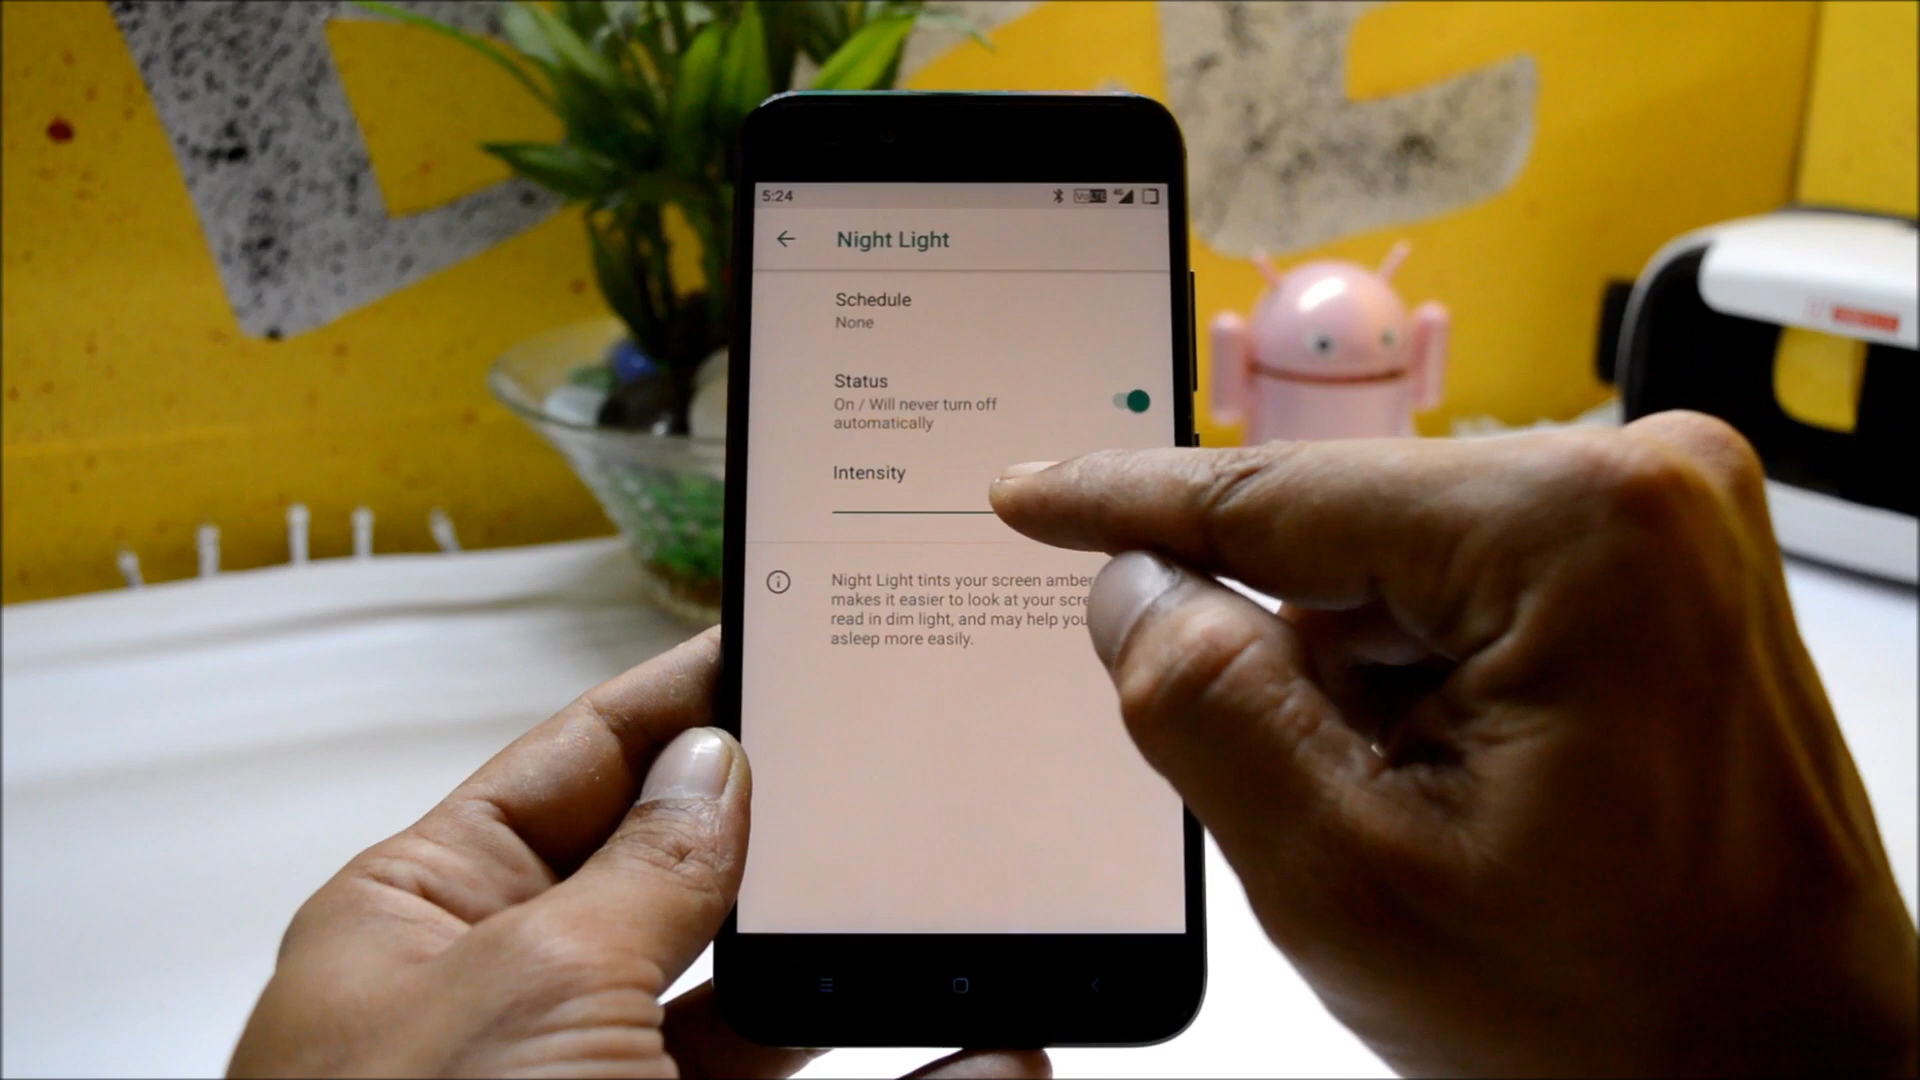 5:24
VoLTE 4G
Night Light
Schedule
None
Status
On / Will never turn off
automatically
Intensity
Night Light tints your screen amber
makes it easier to look at your
read in dim light, and may help you
asleep more easily.